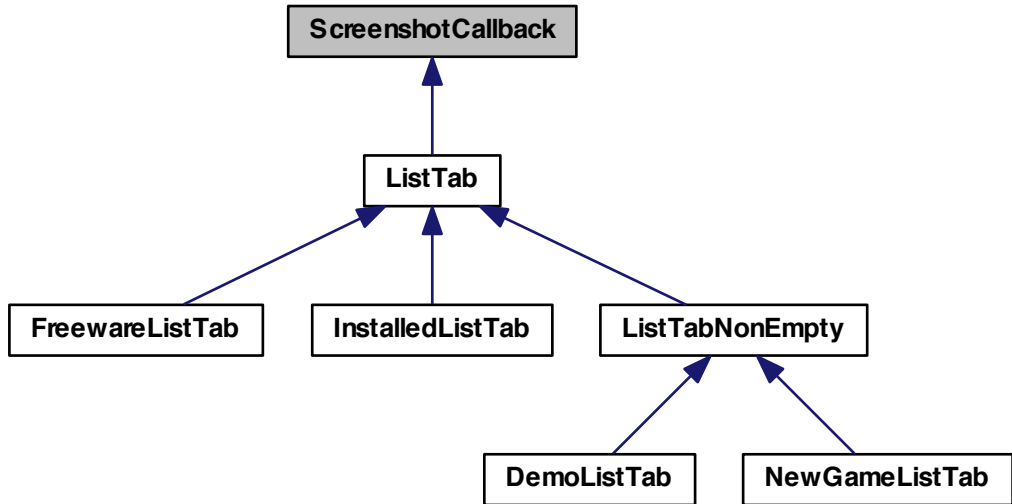 ScreenshotCallback
ListTab
FreewareListTab
InstalledListTab
ListTabNonEmpty
DemoListTab
NewGameListTab